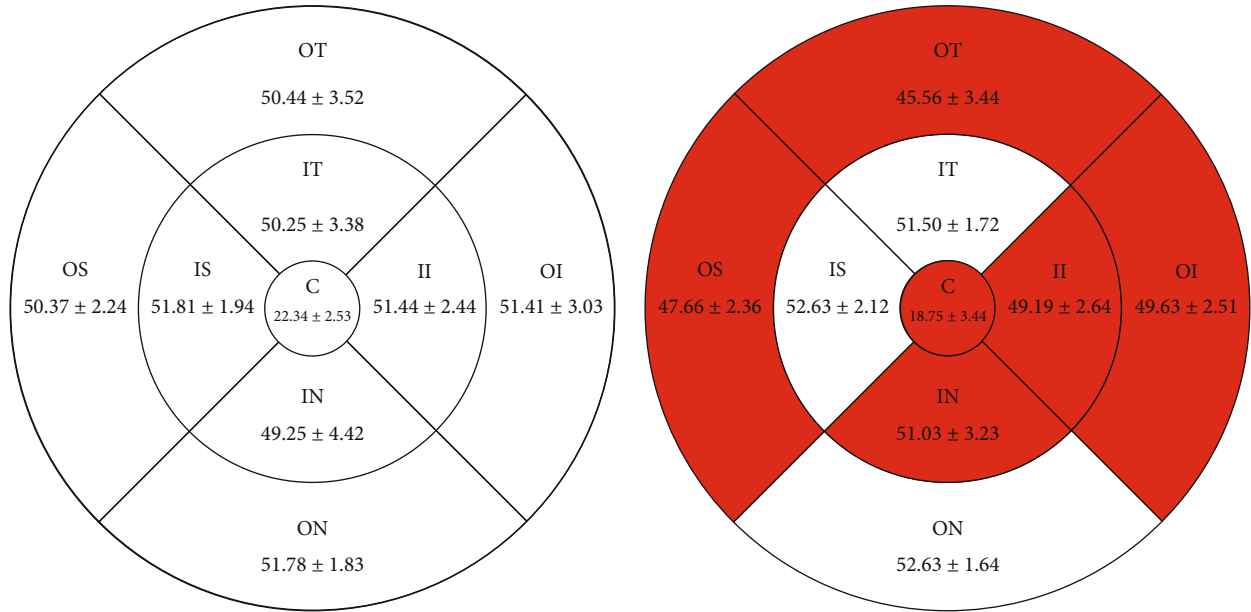 OT
50.44 ± 3.52
IT
50.25 ± 3.38
OS
50.37 ± 2.24
IS
51.81 ± 1.94
C
22.34 ± 2.53
II
51.44 ± 2.44
OI
51.41 ± 3.03
IN
49.25 ± 4.42
ON
51.78 ± 1.83
OT
45.56 ± 3.44
IT
51.50 ± 1.72
OS
47.66 ± 2.36
IS
52.63 ± 2.12
C
18.75 ± 3.44
II
49.19 ± 2.64
OI
49.63 ± 2.51
IN
51.03 ± 3.23
ON
52.63 ± 1.64